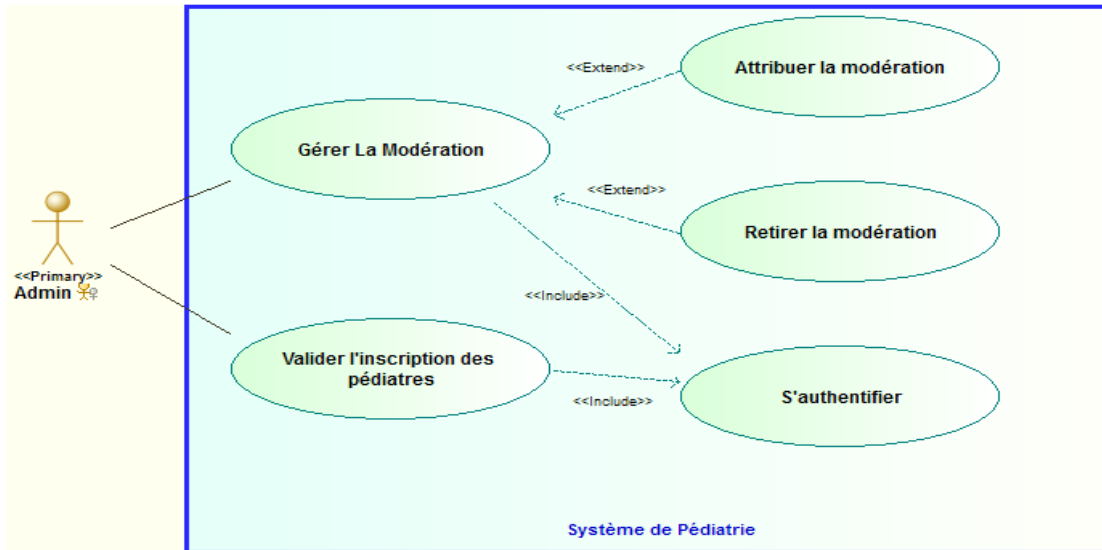 Attribuer la modération
<<Extend>>
Gérer La Modération
<<Extend>>
Retirer la modération
<<Primary>>
Admin
<<Include>>
Valider l'inscription des
pédiatres
<<Include>>
S'authentifier
Système de Pédiatrie